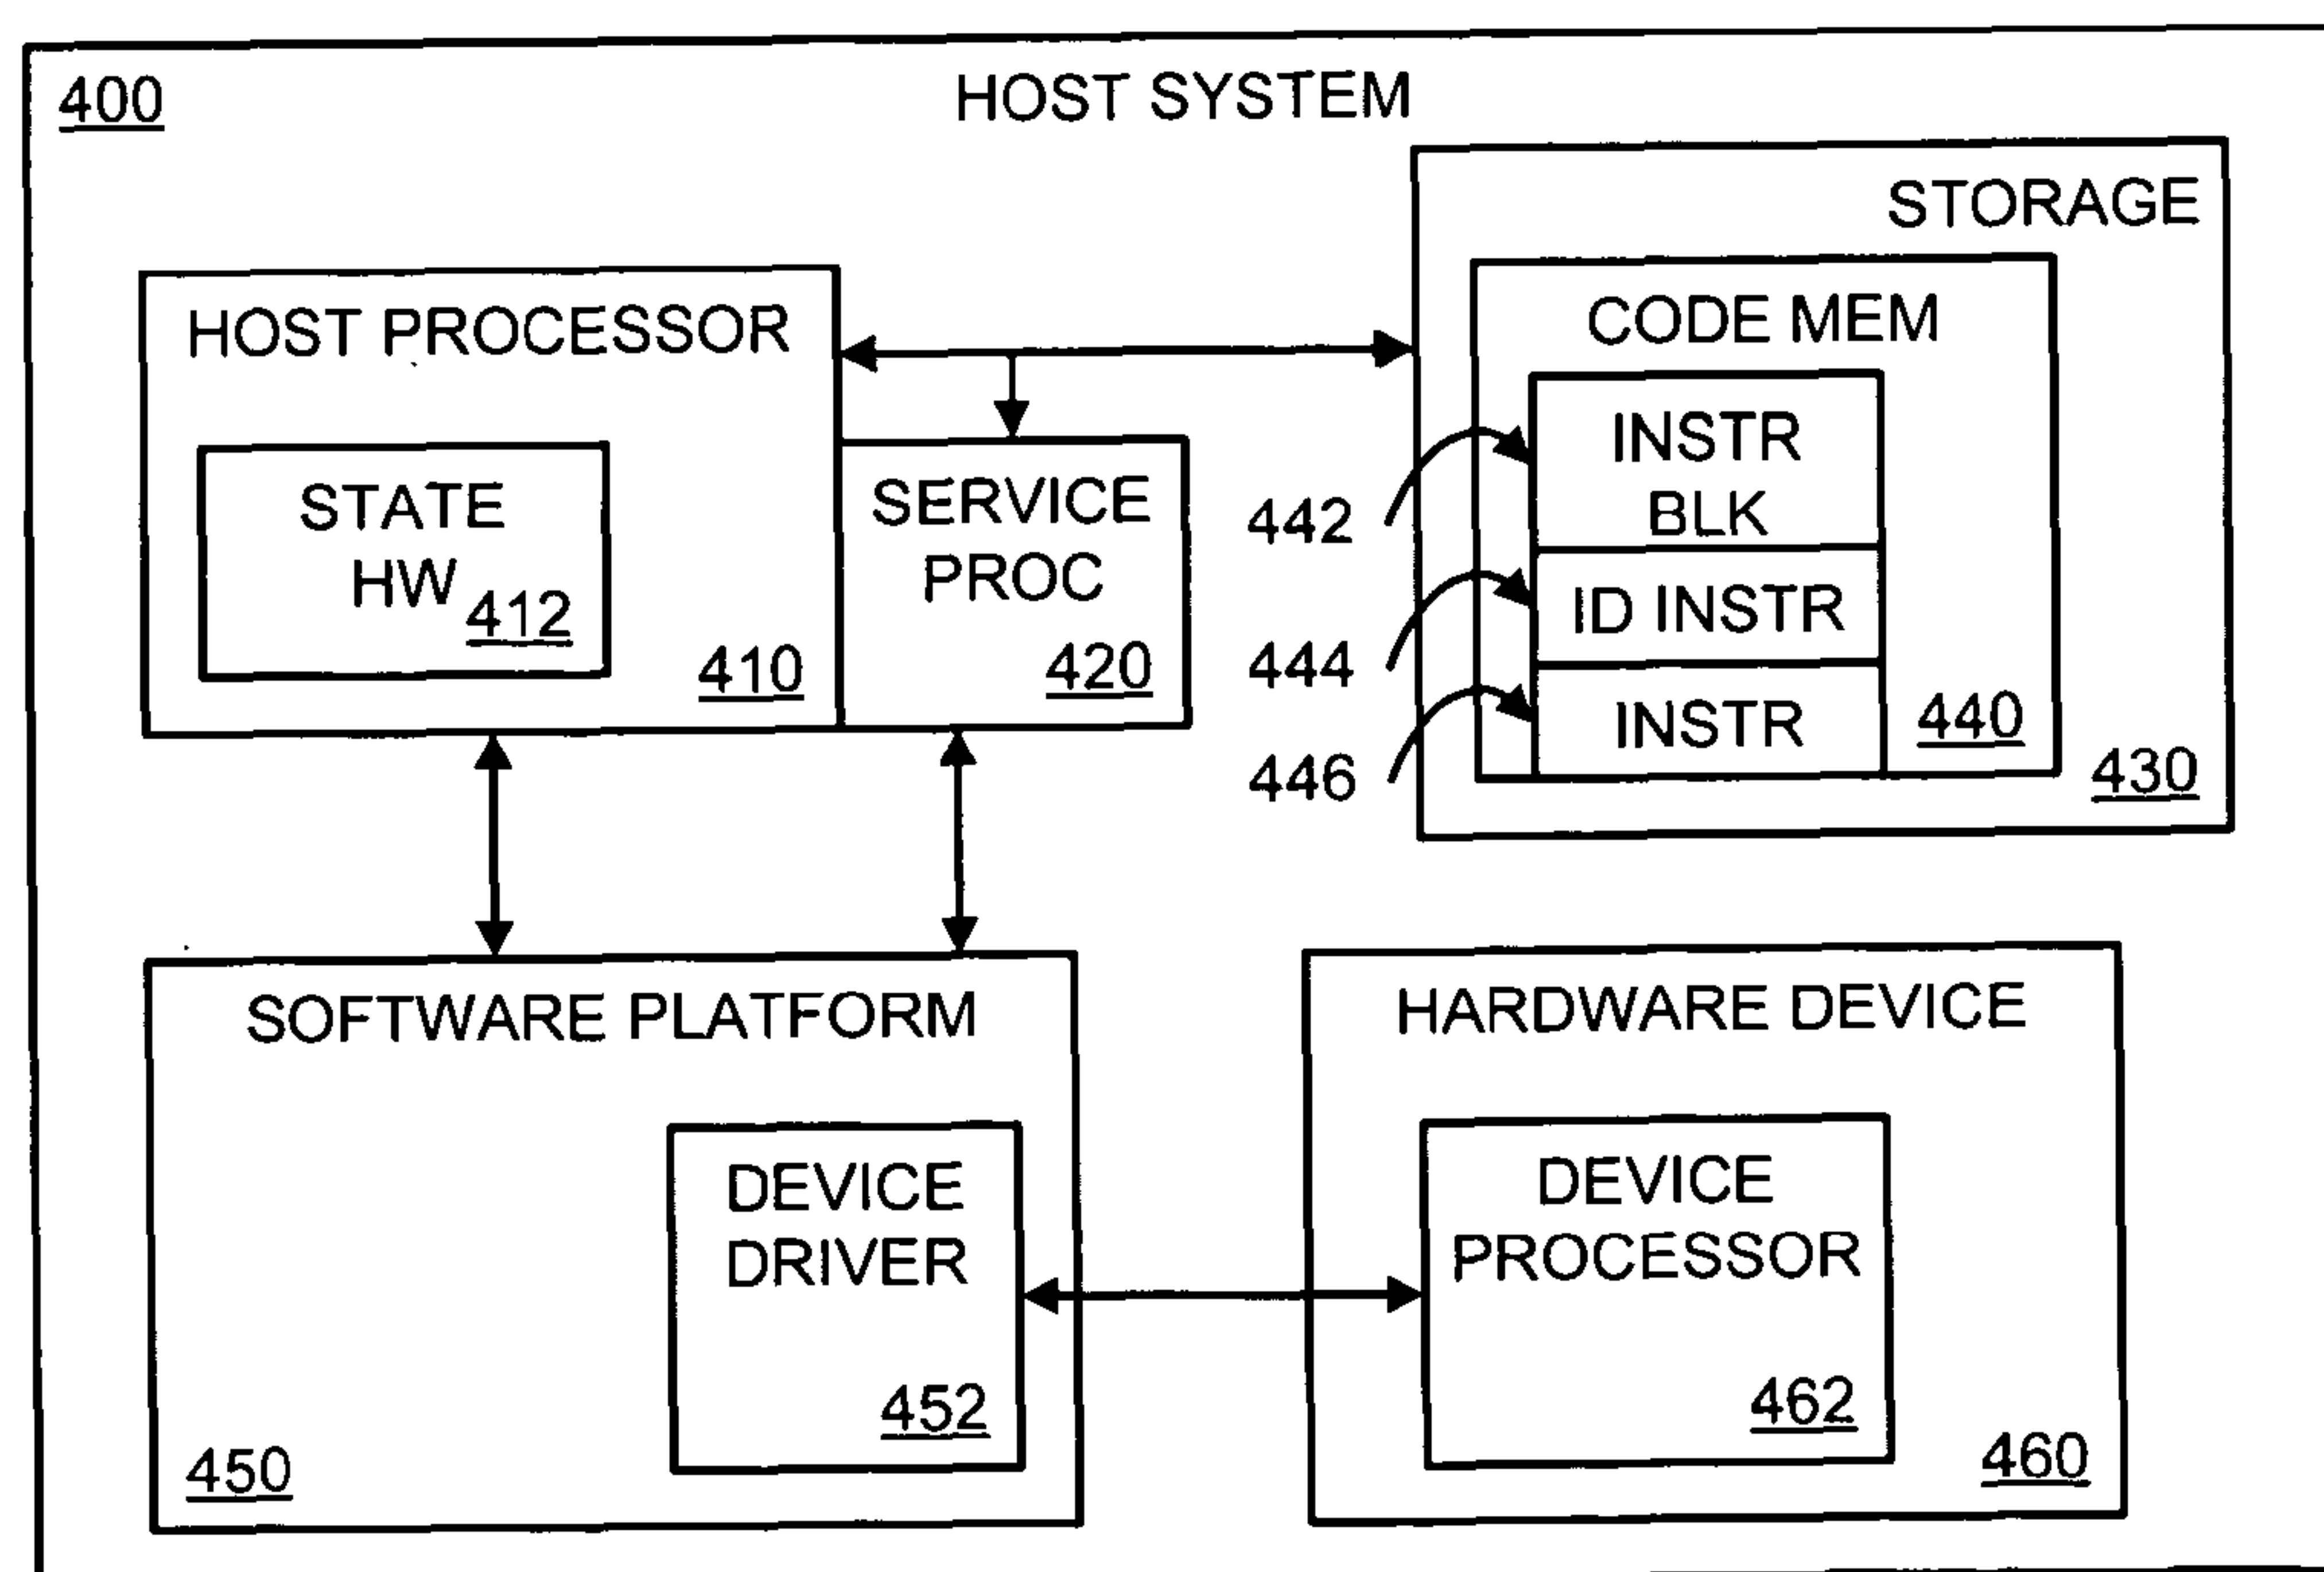 400
HOST SYSTEM
STORAGE
HOST PROCESSOR
CODE MEM
STATE
HW
412
410
SERVICE
PROC
420
INSTR
BLK
ID INSTR
INSTR
442
444
446
440
430
SOFTWARE PLATFORM
DEVICE
DRIVER
452
450
HARDWARE DEVICE
DEVICE
PROCESSOR
462
460